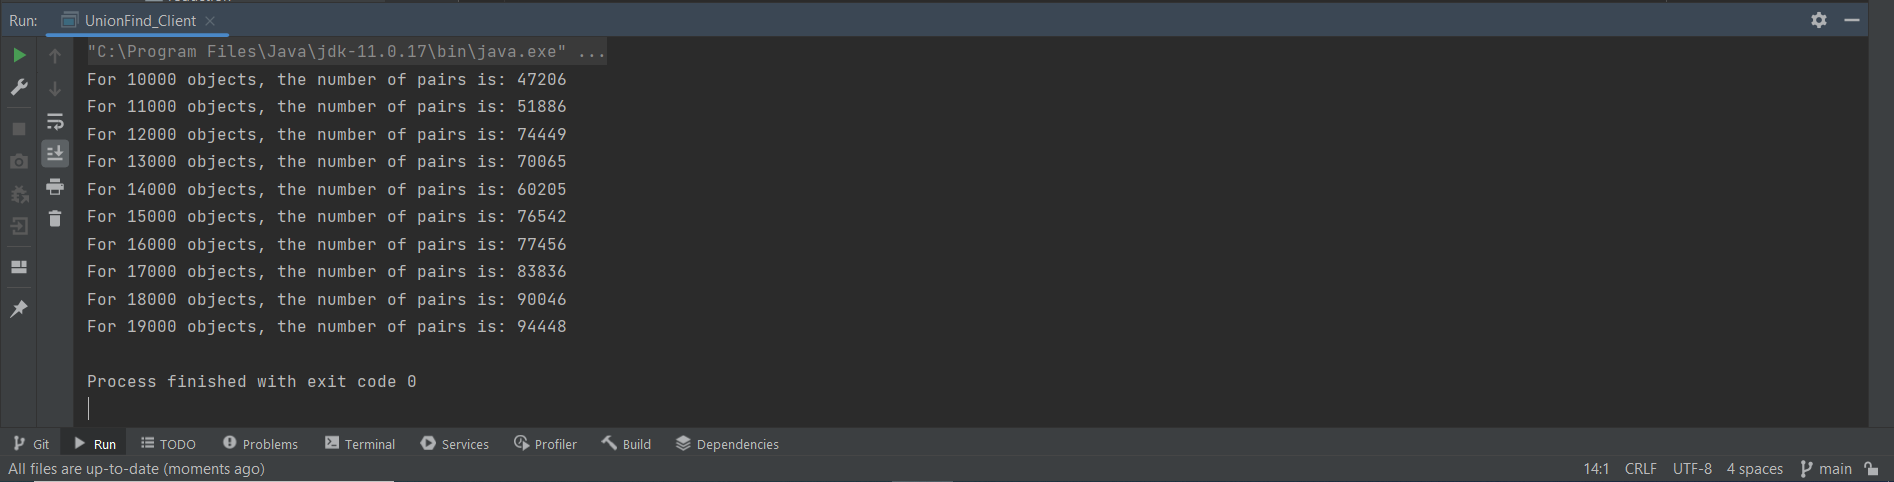 Run: UnionFind_Client
"C:\Program Files\Java\jdk-11.0.17\bin\java.exe" ...
For 10000 objects, the number of pairs is: 47206
For 11000 objects, the number of pairs is: 51886
For 12000 objects, the number of pairs is: 74449
For 13000 objects, the number of pairs is: 70065
For 14000 objects, the number of pairs is: 60205
For 15000 objects, the number of pairs is: 76542
For 16000 objects, the number of pairs is: 77456
For 17000 objects, the number of pairs is: 83836
For 18000 objects, the number of pairs is: 90046
For 19000 objects, the number of pairs is: 94448
Process finished with exit code 0
Git Run TODO Problems Terminal Services Profiler Build Dependencies
All files are up-to-date (moments ago) 14:1 CRLF UTF-8 4 spaces main